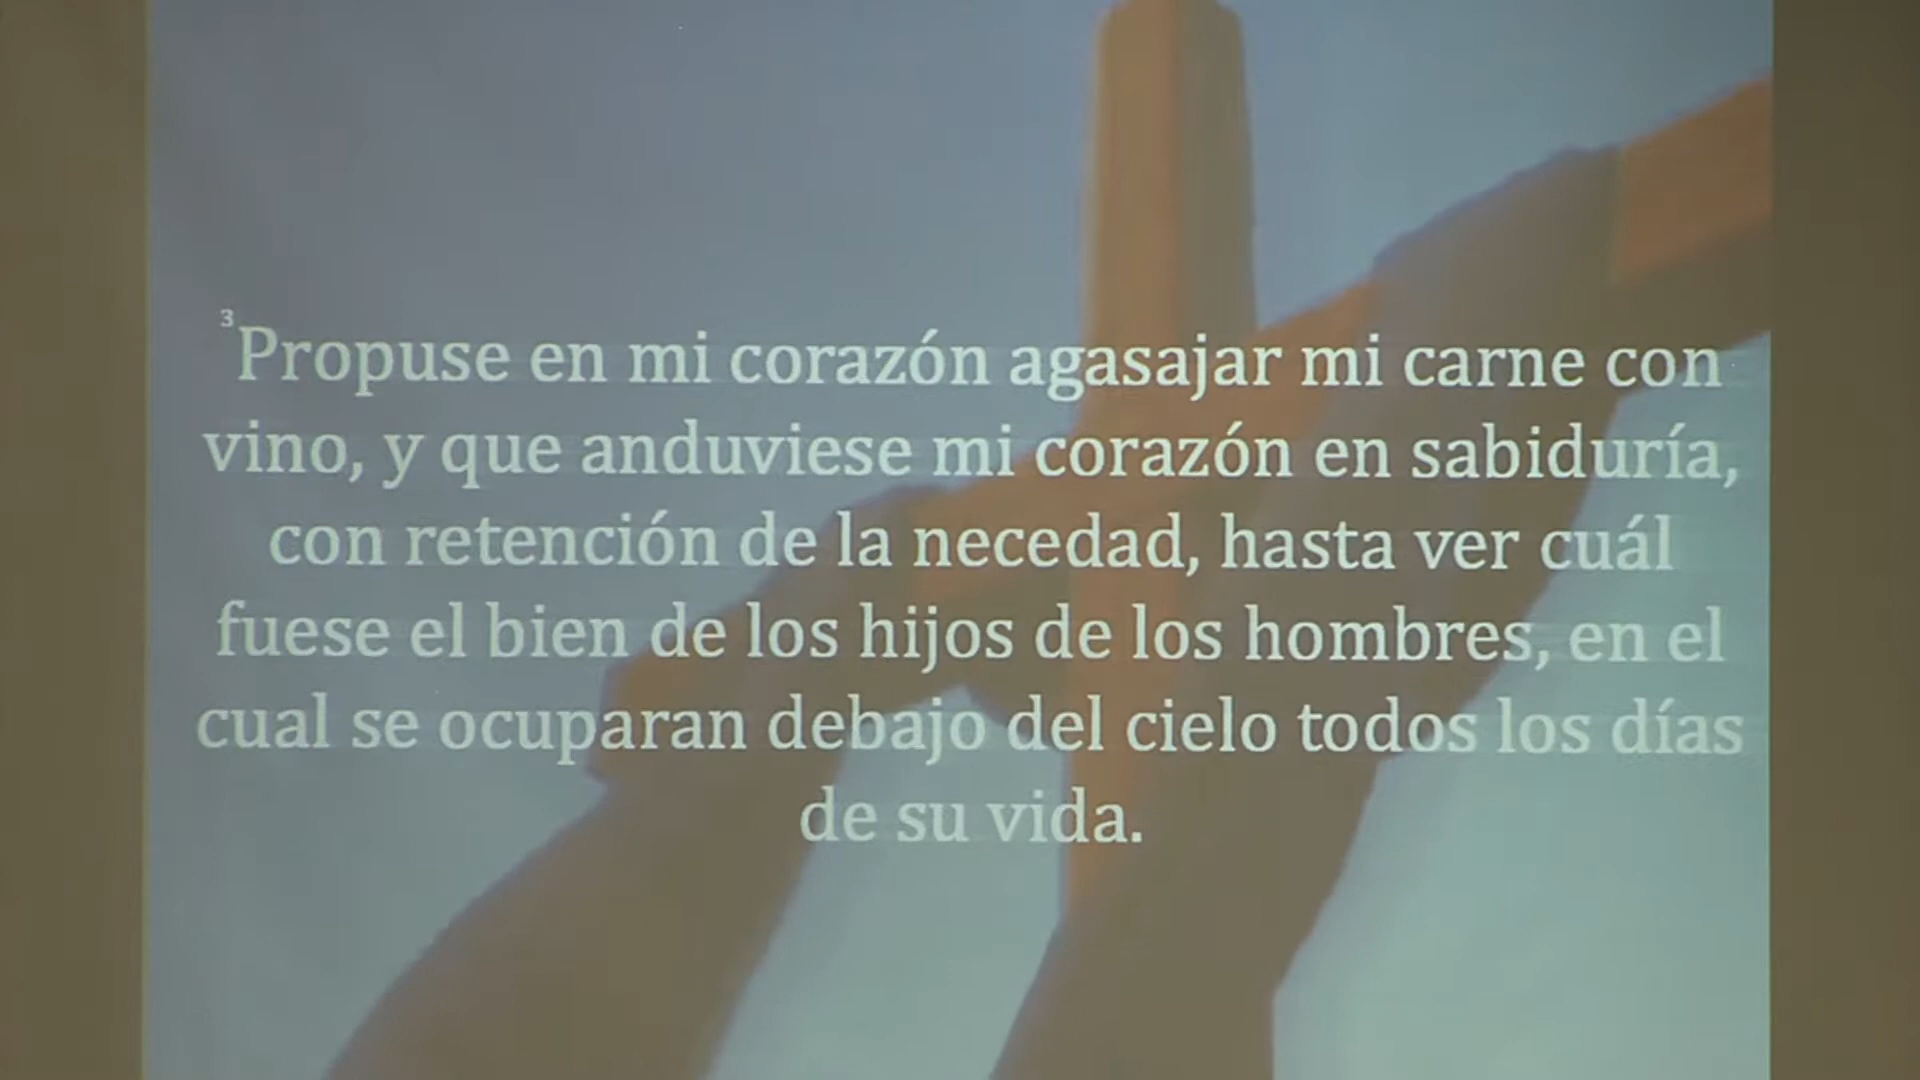 3
Propuse en mi corazón agasajar mi carne con
vino, y que anduviese mi corazón en sabiduría,
con retención de la necedad, hasta ver cuál
fuese el bien de los hijos de los hombres, en el
cual se ocuparan debajo del cielo todos los días
de su vida.